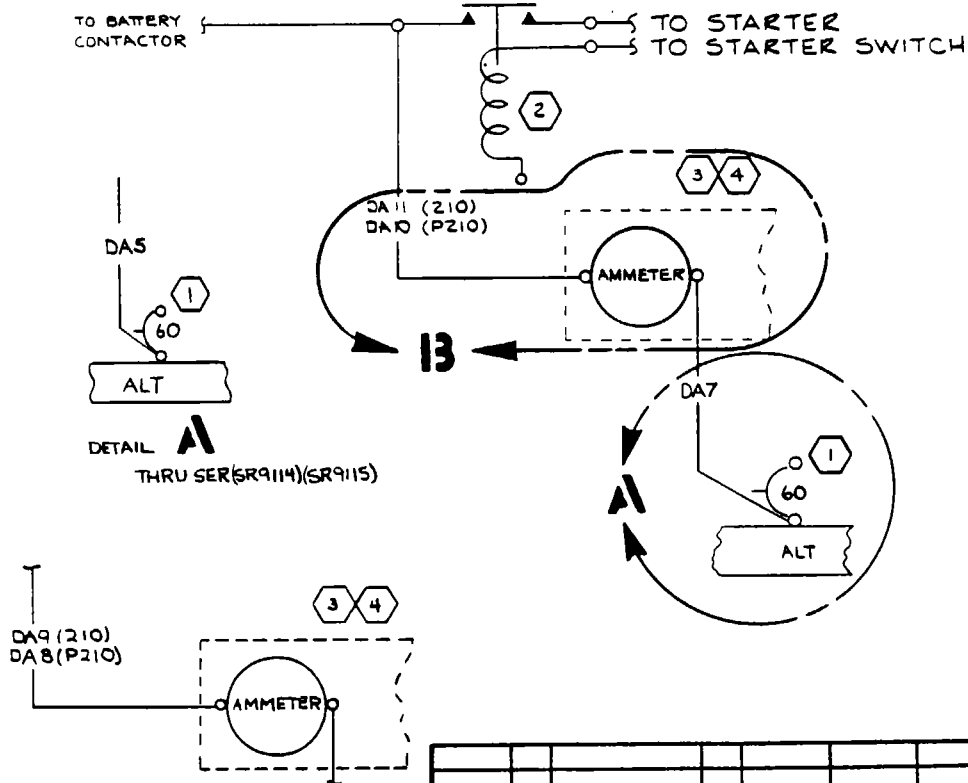 TO BATTERY
CONTACTOR
TO STARTER
TO STARTER SWITCH
2
3 4
DA11 (210)
DA10 (P210)
AMMETER
DA5
1
60
ALT
B
DA7
DETAIL A
THRU SER(SR9114)(SR9115)
A
1
60
ALT
3 4
DA9 (210)
DA8 (P210)
AMMETER